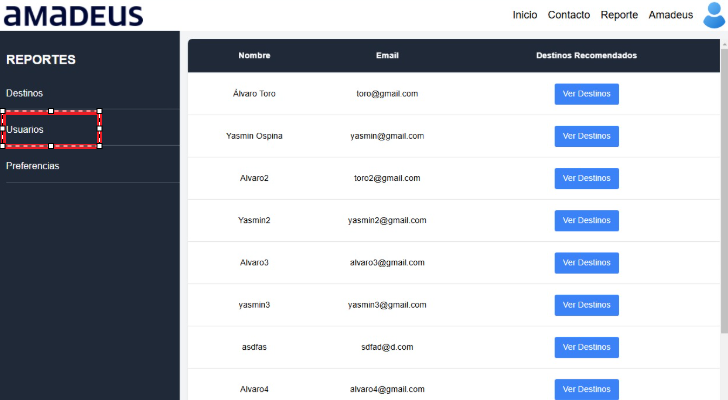 amadeus
Inicio Contacto Reporte Amadeus
REPORTES
Destinos
Usuarios
Preferencias
Nombre Email Destinos Recomendados
Álvaro Toro toro@gmail.com Ver Destinos
Yasmin Ospina yasmin@gmail.com Ver Destinos
Alvaro2 toro2@gmail.com Ver Destinos
Yasmin2 yasmin2@gmail.com Ver Destinos
Alvaro3 alvaro3@gmail.com Ver Destinos
yasmin3 yasmin3@gmail.com Ver Destinos
asdfas sdfad@d.com Ver Destinos
Alvaro4 alvaro4@gmail.com Ver Destinos